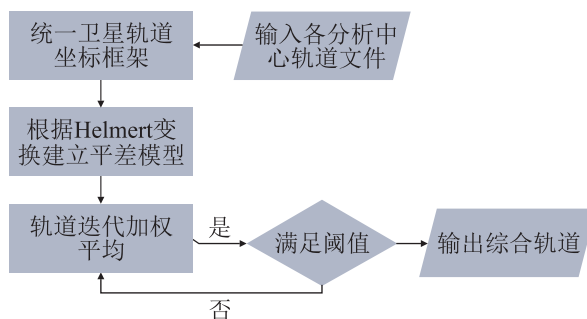 统一卫星轨道
坐标框架
输入各分析中
心轨道文件
根据Helmert变
换建立平差模型
轨道迭代加权
平均
是
满足阈值
输出综合轨道
否